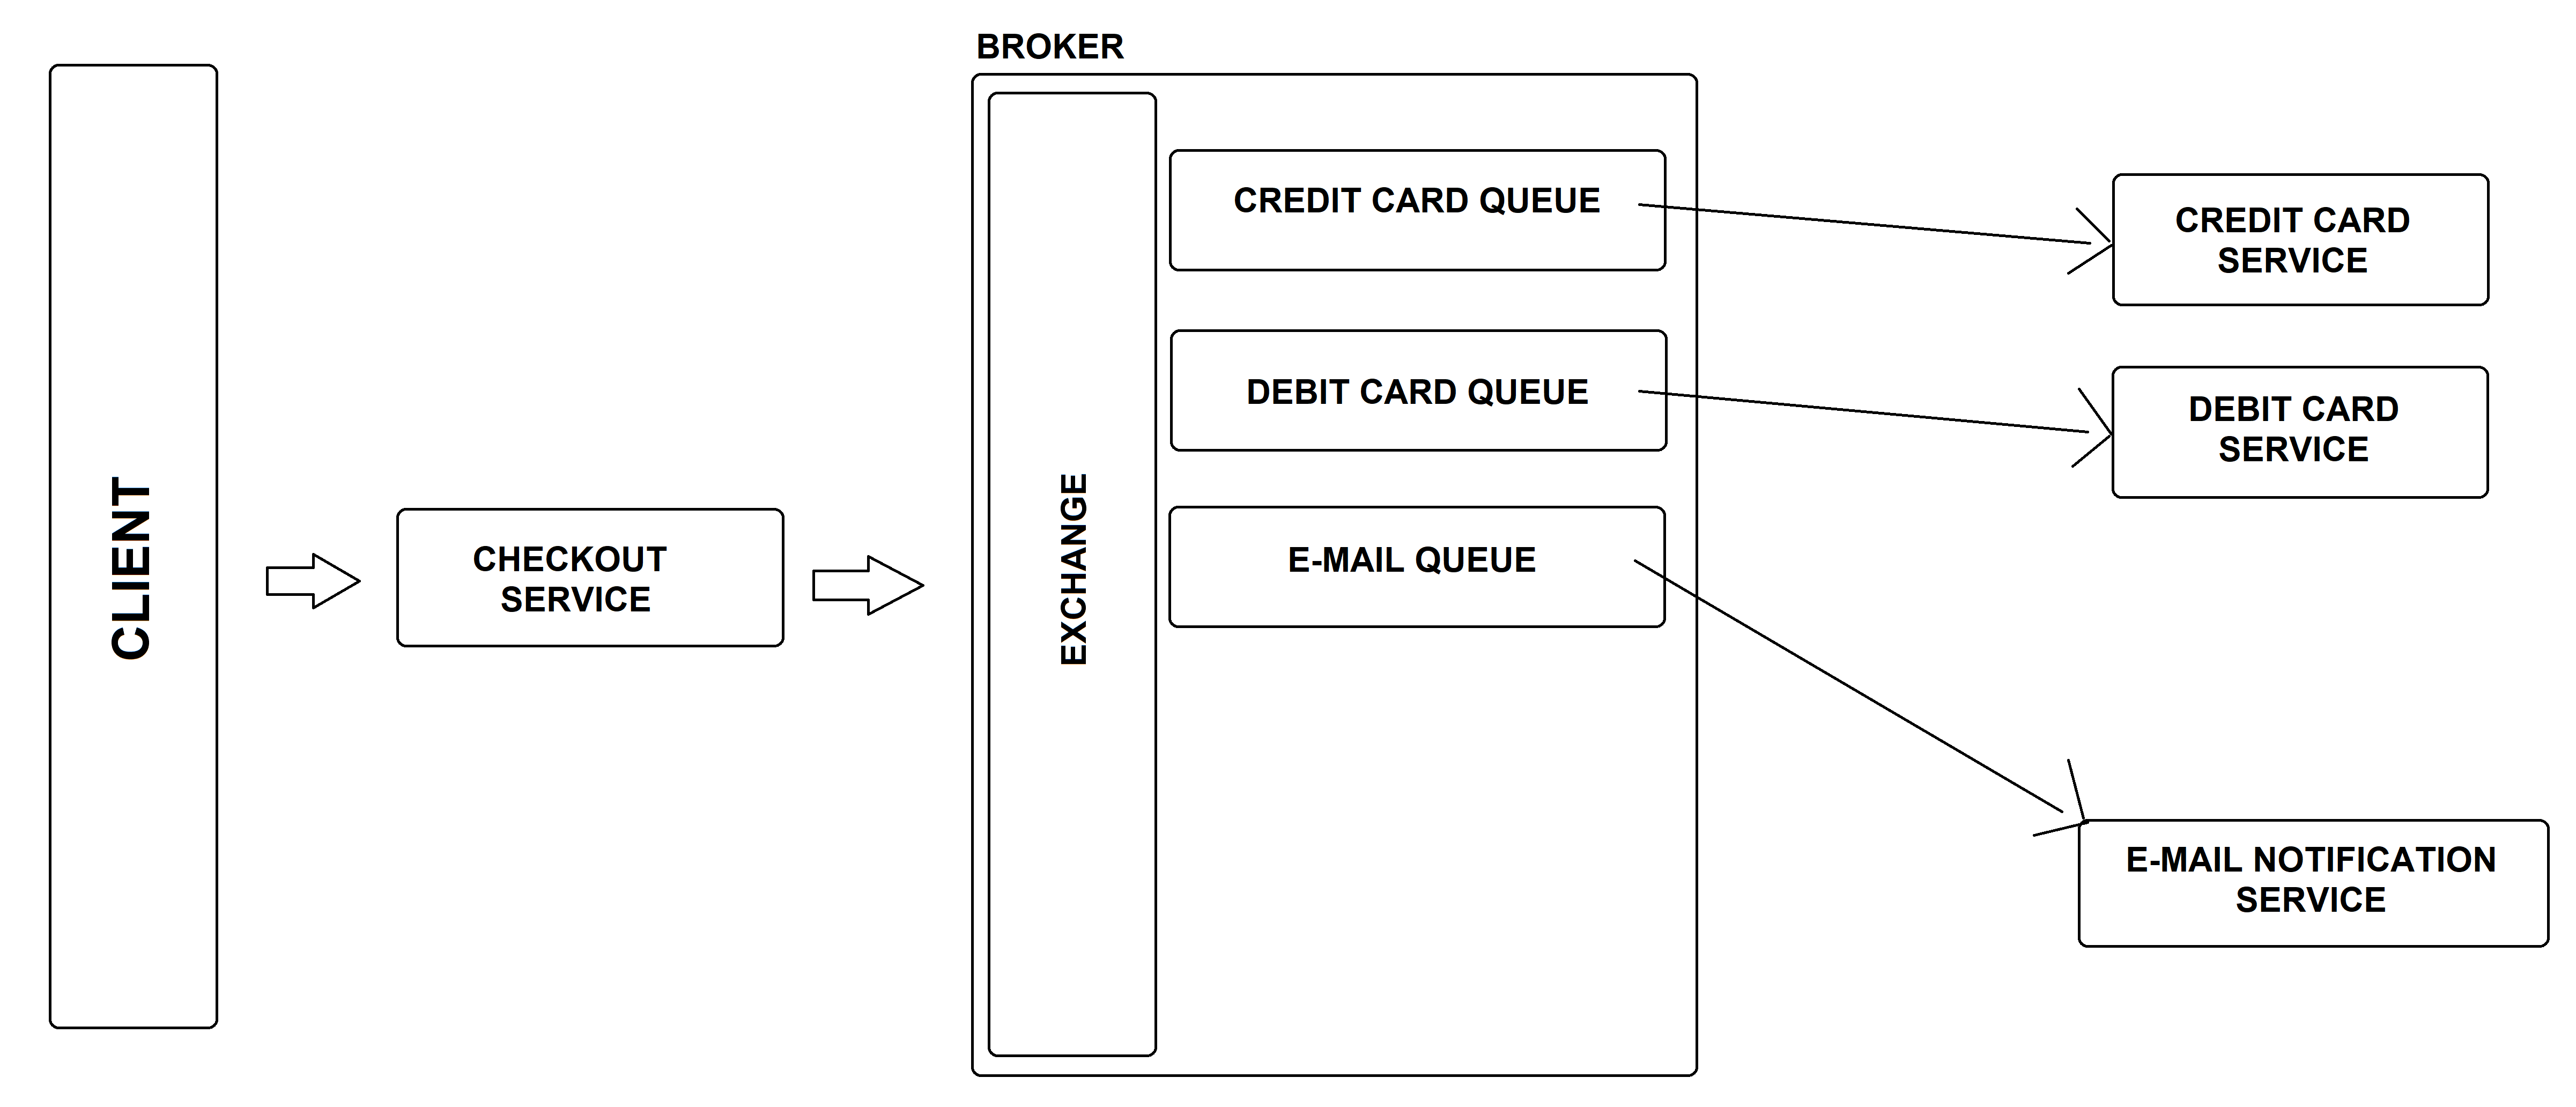 BROKER
CLIENT
CHECKOUT
SERVICE
EXCHANGE
CREDIT CARD QUEUE
DEBIT CARD QUEUE
E-MAIL QUEUE
CREDIT CARD
SERVICE
DEBIT CARD
SERVICE
E-MAIL NOTIFICATION
SERVICE